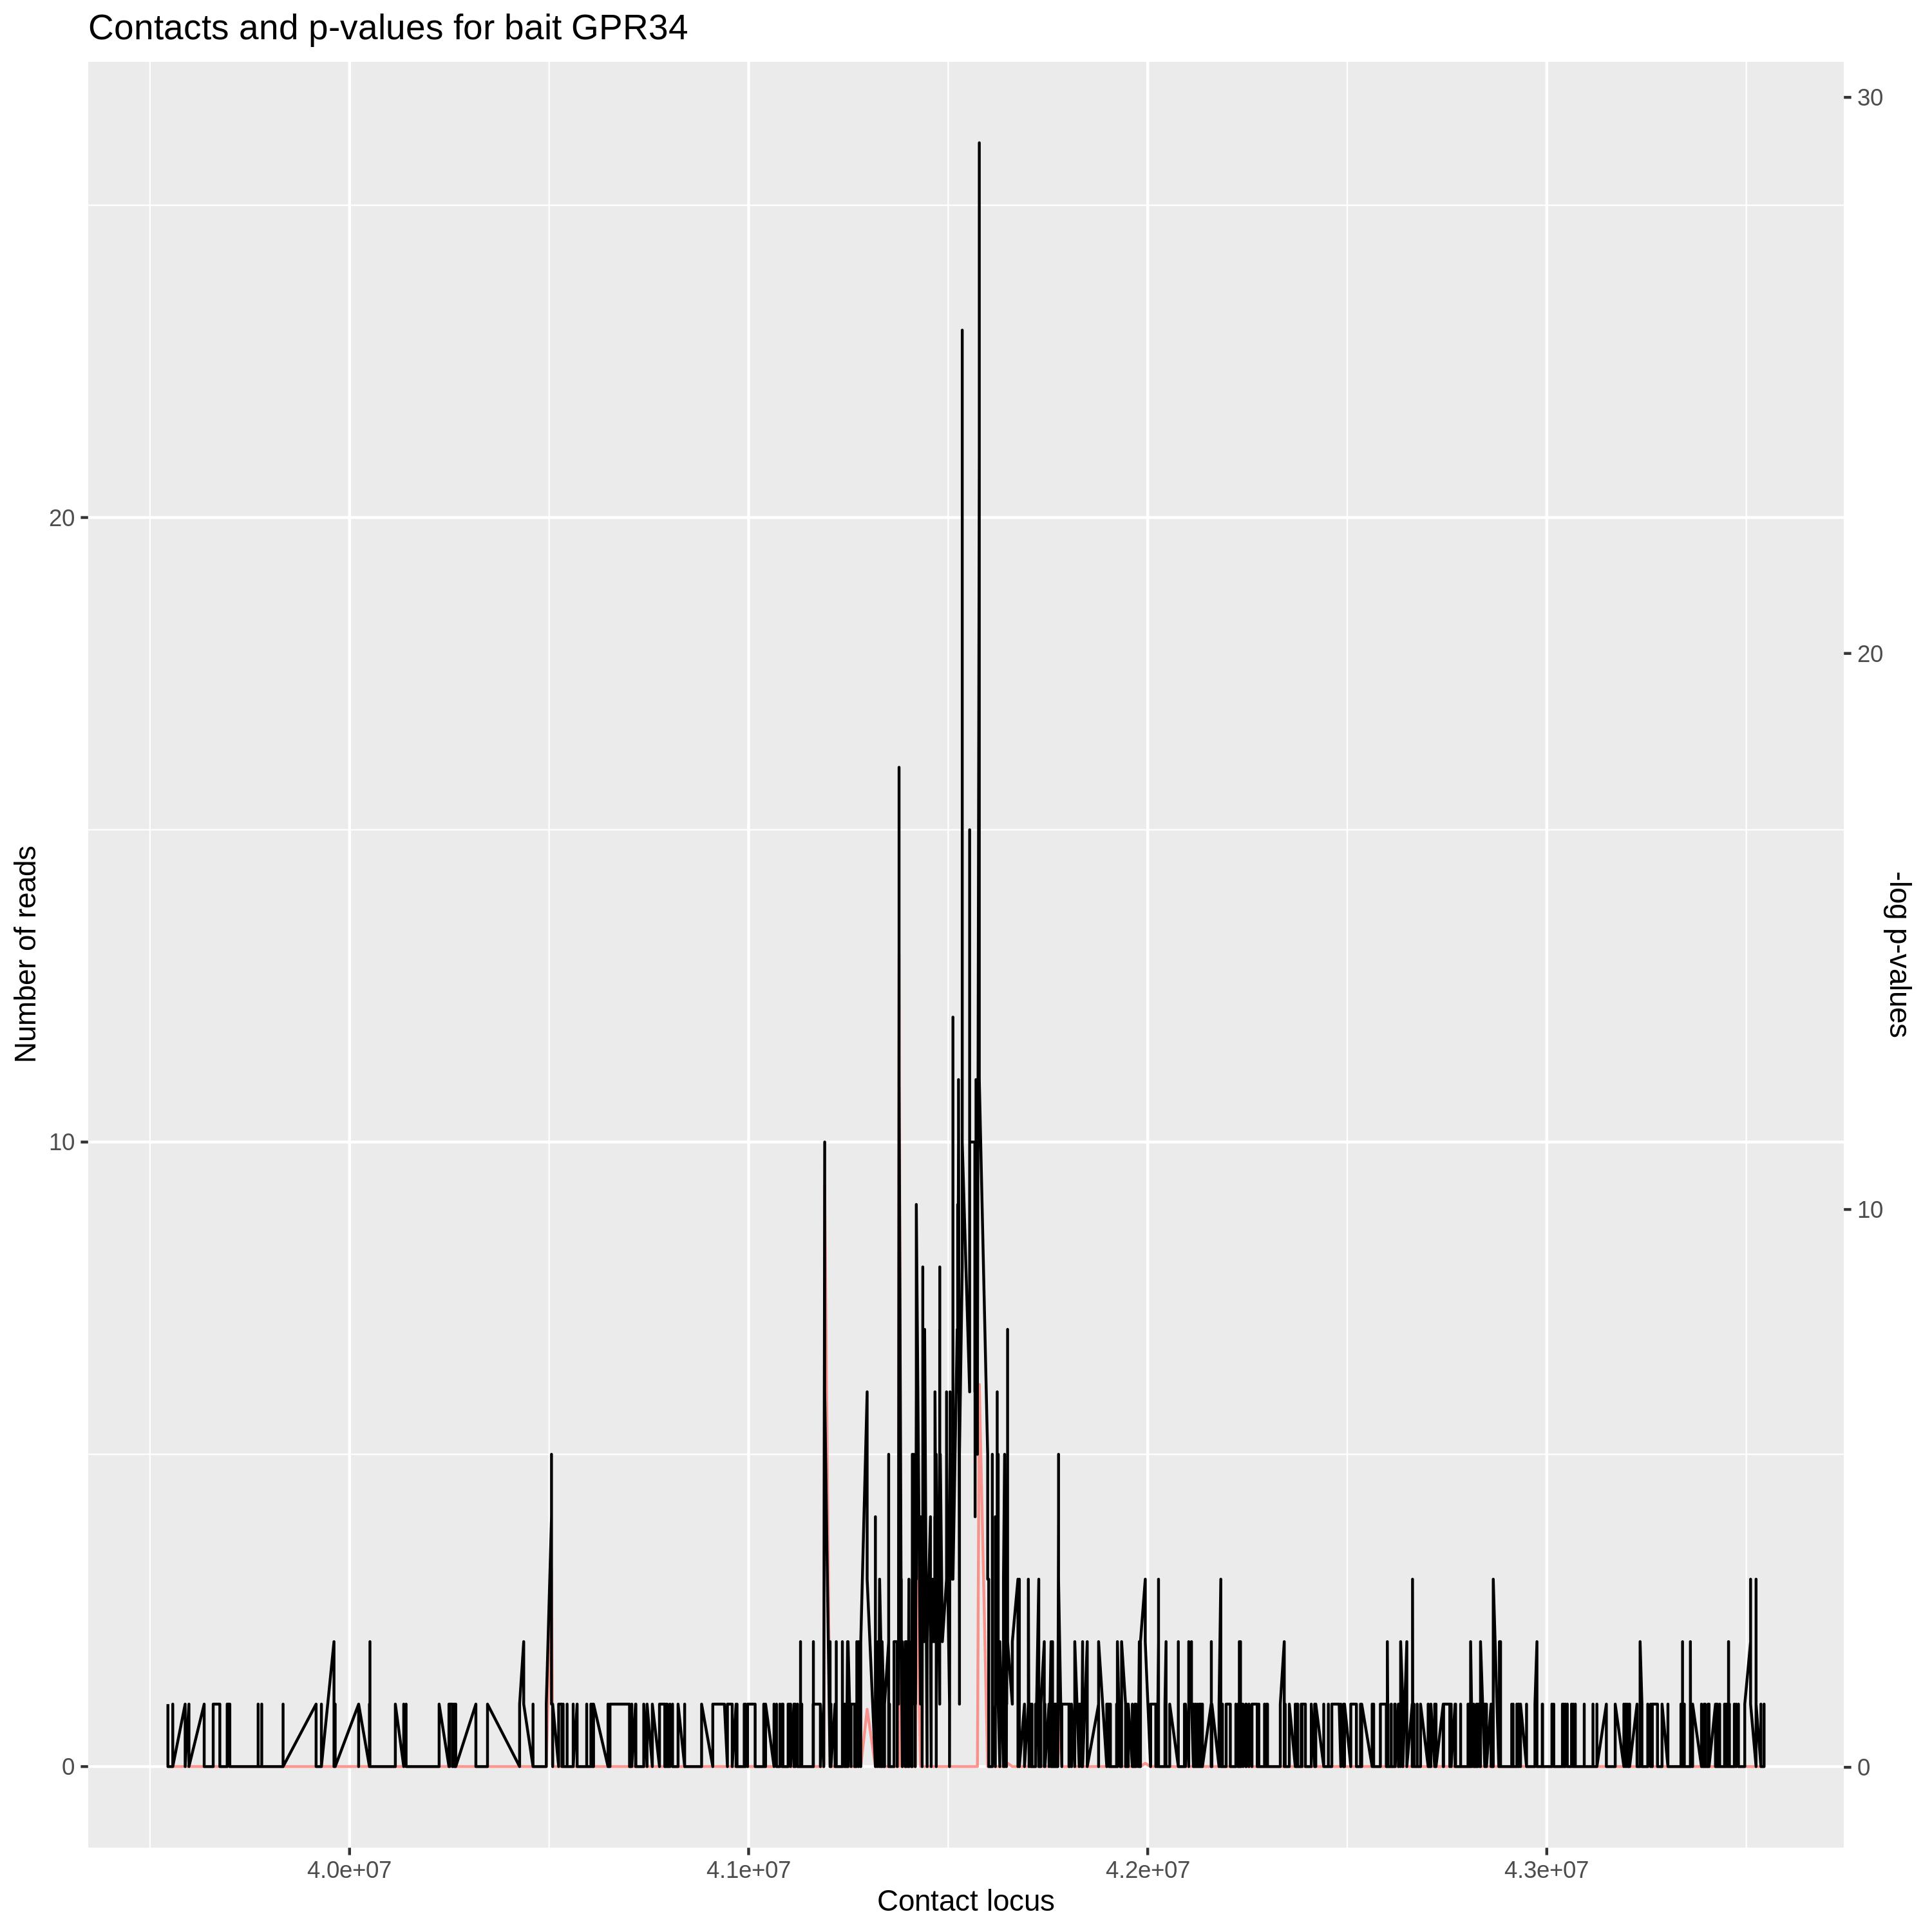 Contacts and p-values for bait GPR34
Number of reads
20
10
0
30
20
10
0
-log p-values
4.0e+07
4.1e+07
4.2e+07
4.3e+07
Contact locus